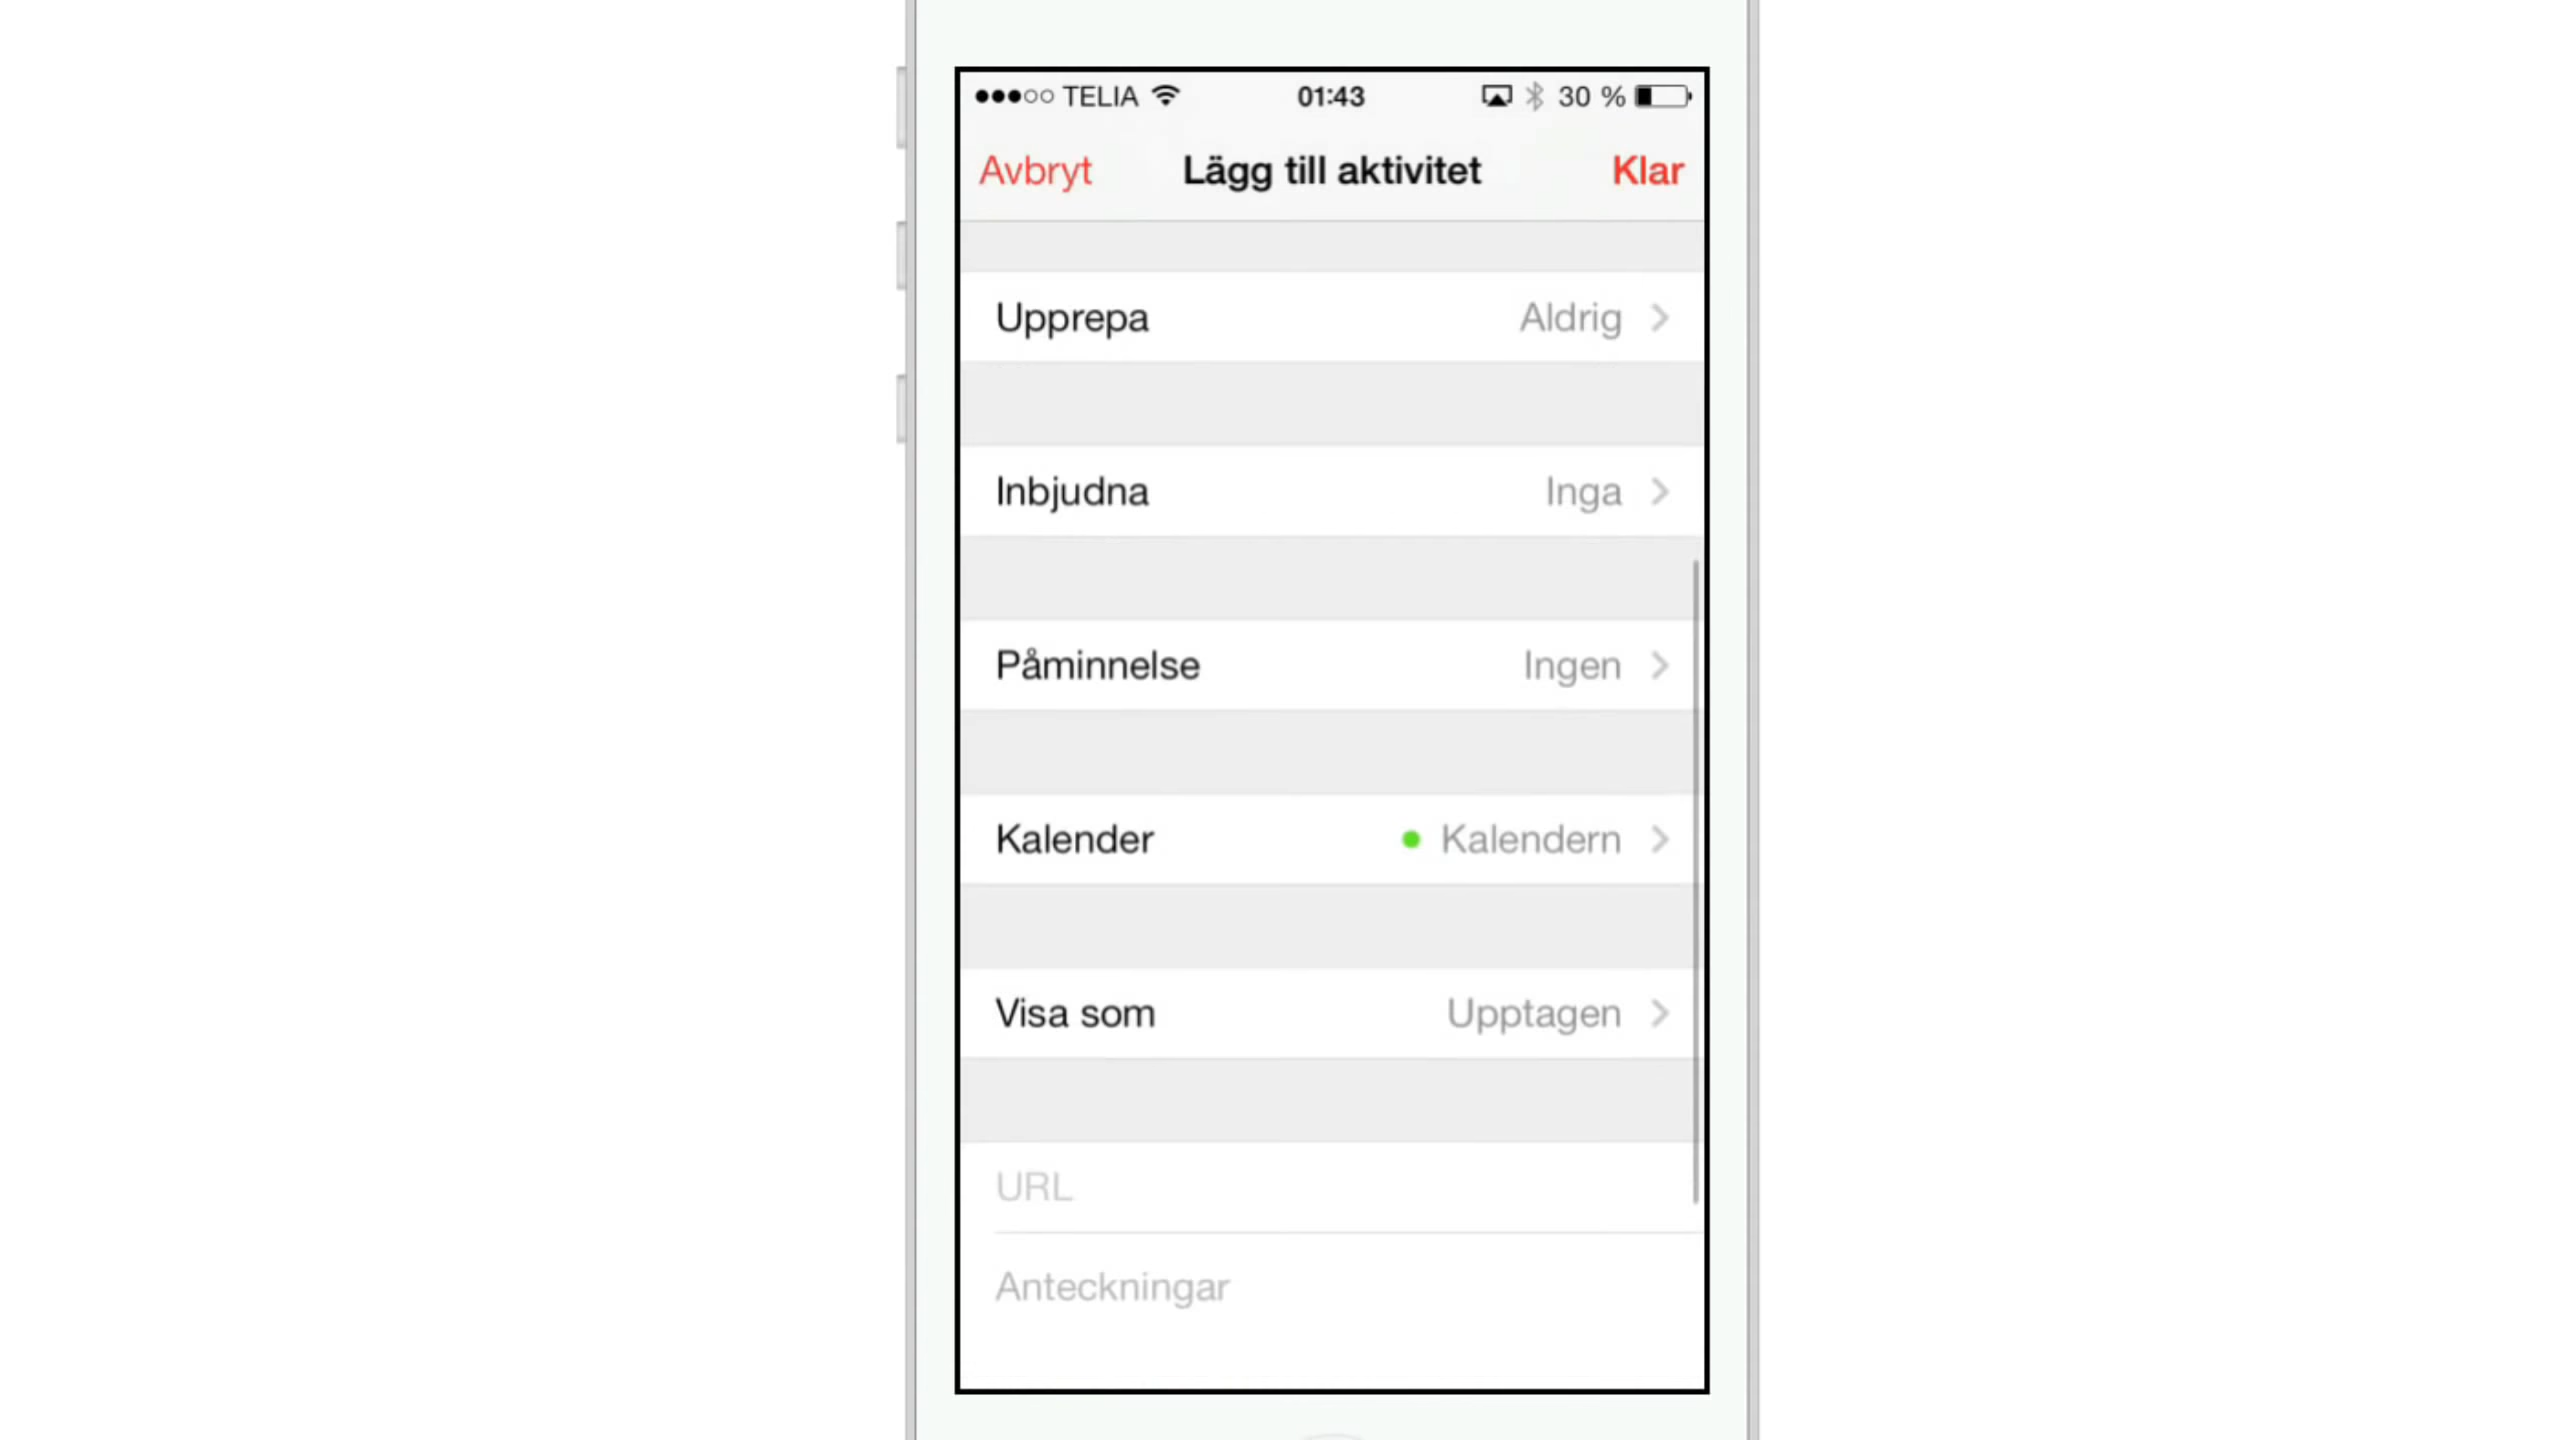 TELIA 01:43 30 %
Avbryt Lägg till aktivitet Klar
Upprepa Aldrig
Inbjudna Inga
Påminnelse Ingen
Kalender Kalendern
Visa som Upptagen
URL
Anteckningar